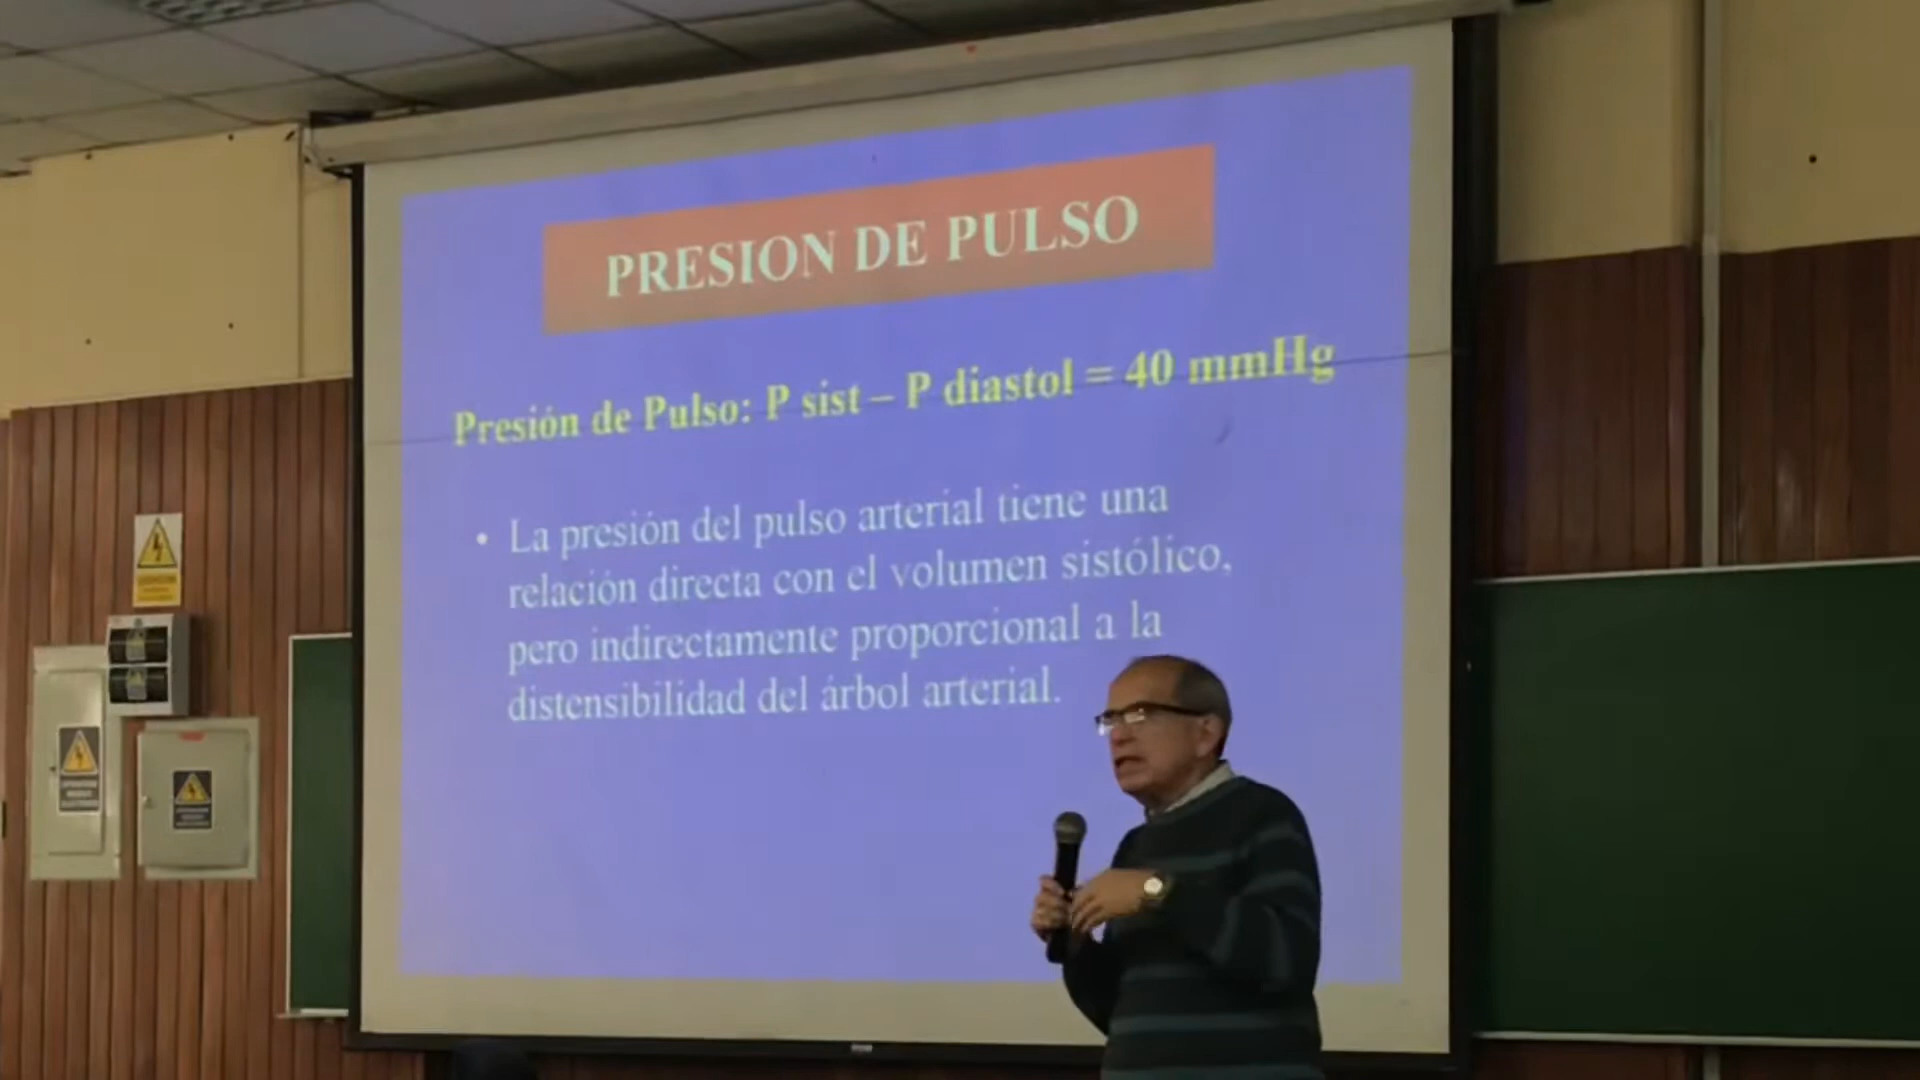 PRESION DE PULSO
Presión de Pulso: P sist – P diastol = 40 mmHg
• La presión del pulso arterial tiene una
relación directa con el volumen sistólico,
pero indirectamente proporcional a la
distensibilidad del árbol arterial.